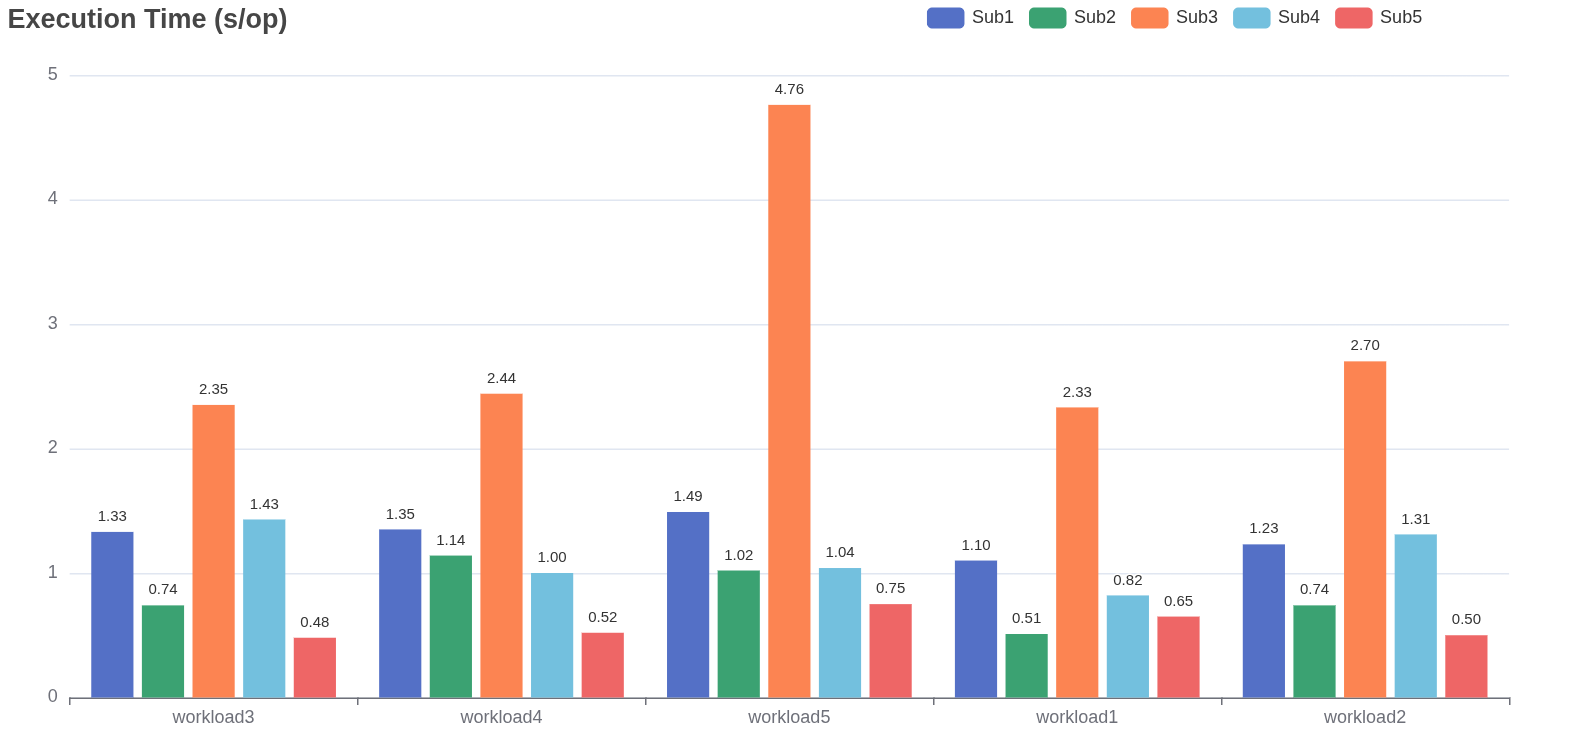 Execution Time (s/op)
Sub1 Sub2 Sub3 Sub4 Sub5
5
4
3
2
1
0
1.33 0.74 2.35 1.43 0.48
1.35 1.14 2.44 1.00 0.52
1.49 1.02 4.76 1.04 0.75
1.10 0.51 2.33 0.82 0.65
1.23 0.74 2.70 1.31 0.50
workload3 workload4 workload5 workload1 workload2